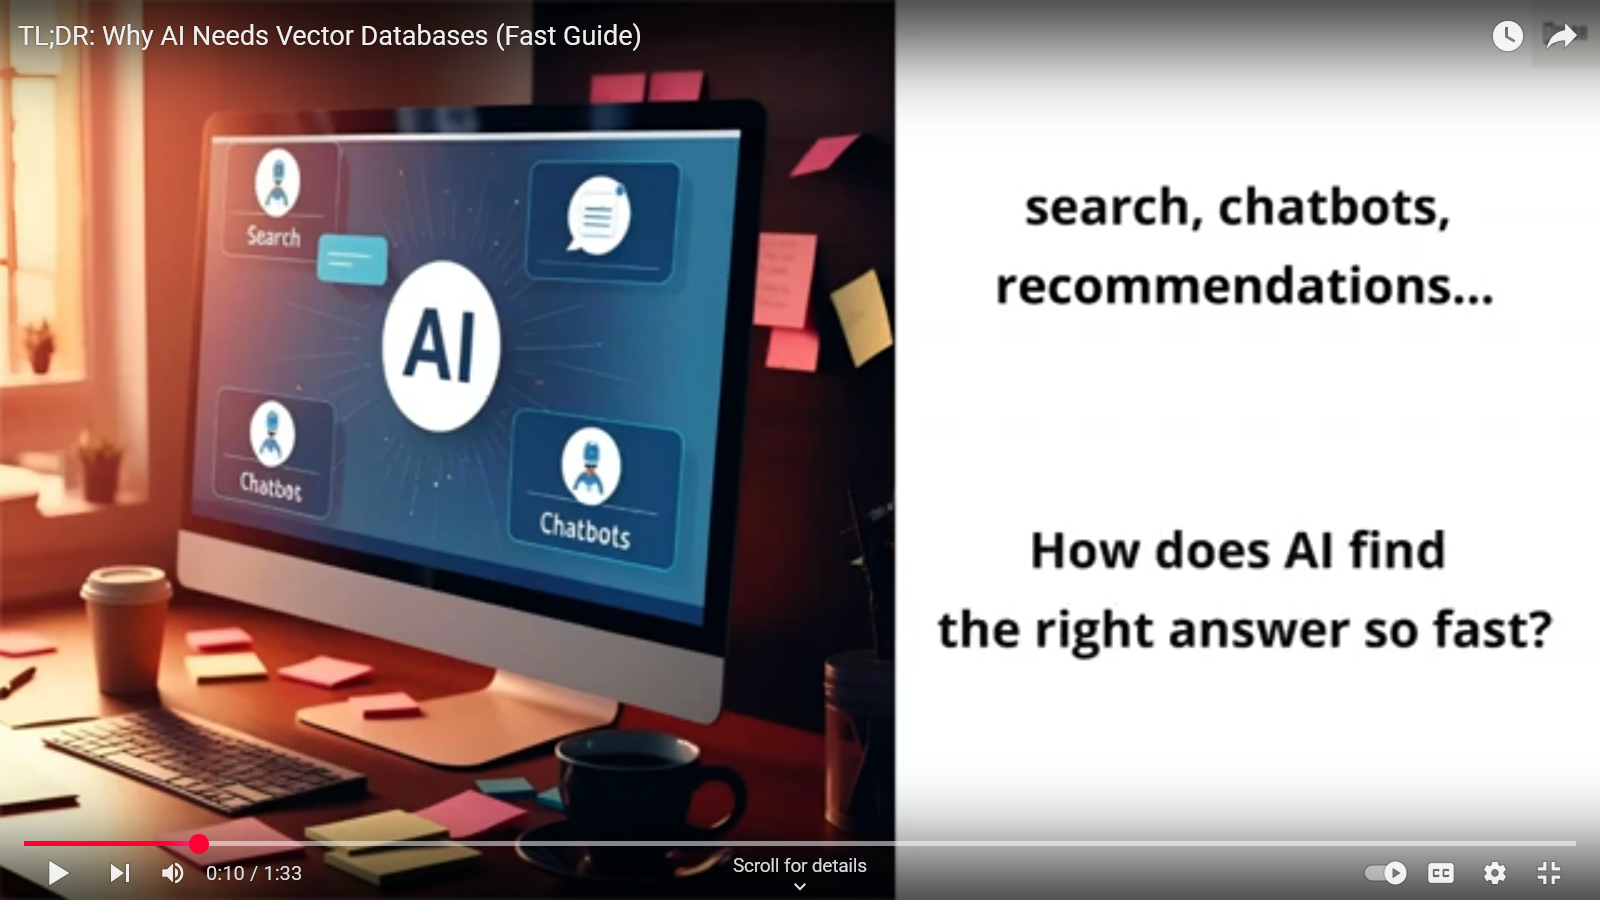 TL;DR: Why AI Needs Vector Databases (Fast Guide)
Search
AI
Chatbot
Chatbots
search, chatbots,
recommendations...
How does AI find
the right answer so fast?
0:10 / 1:33
Scroll for details
CC